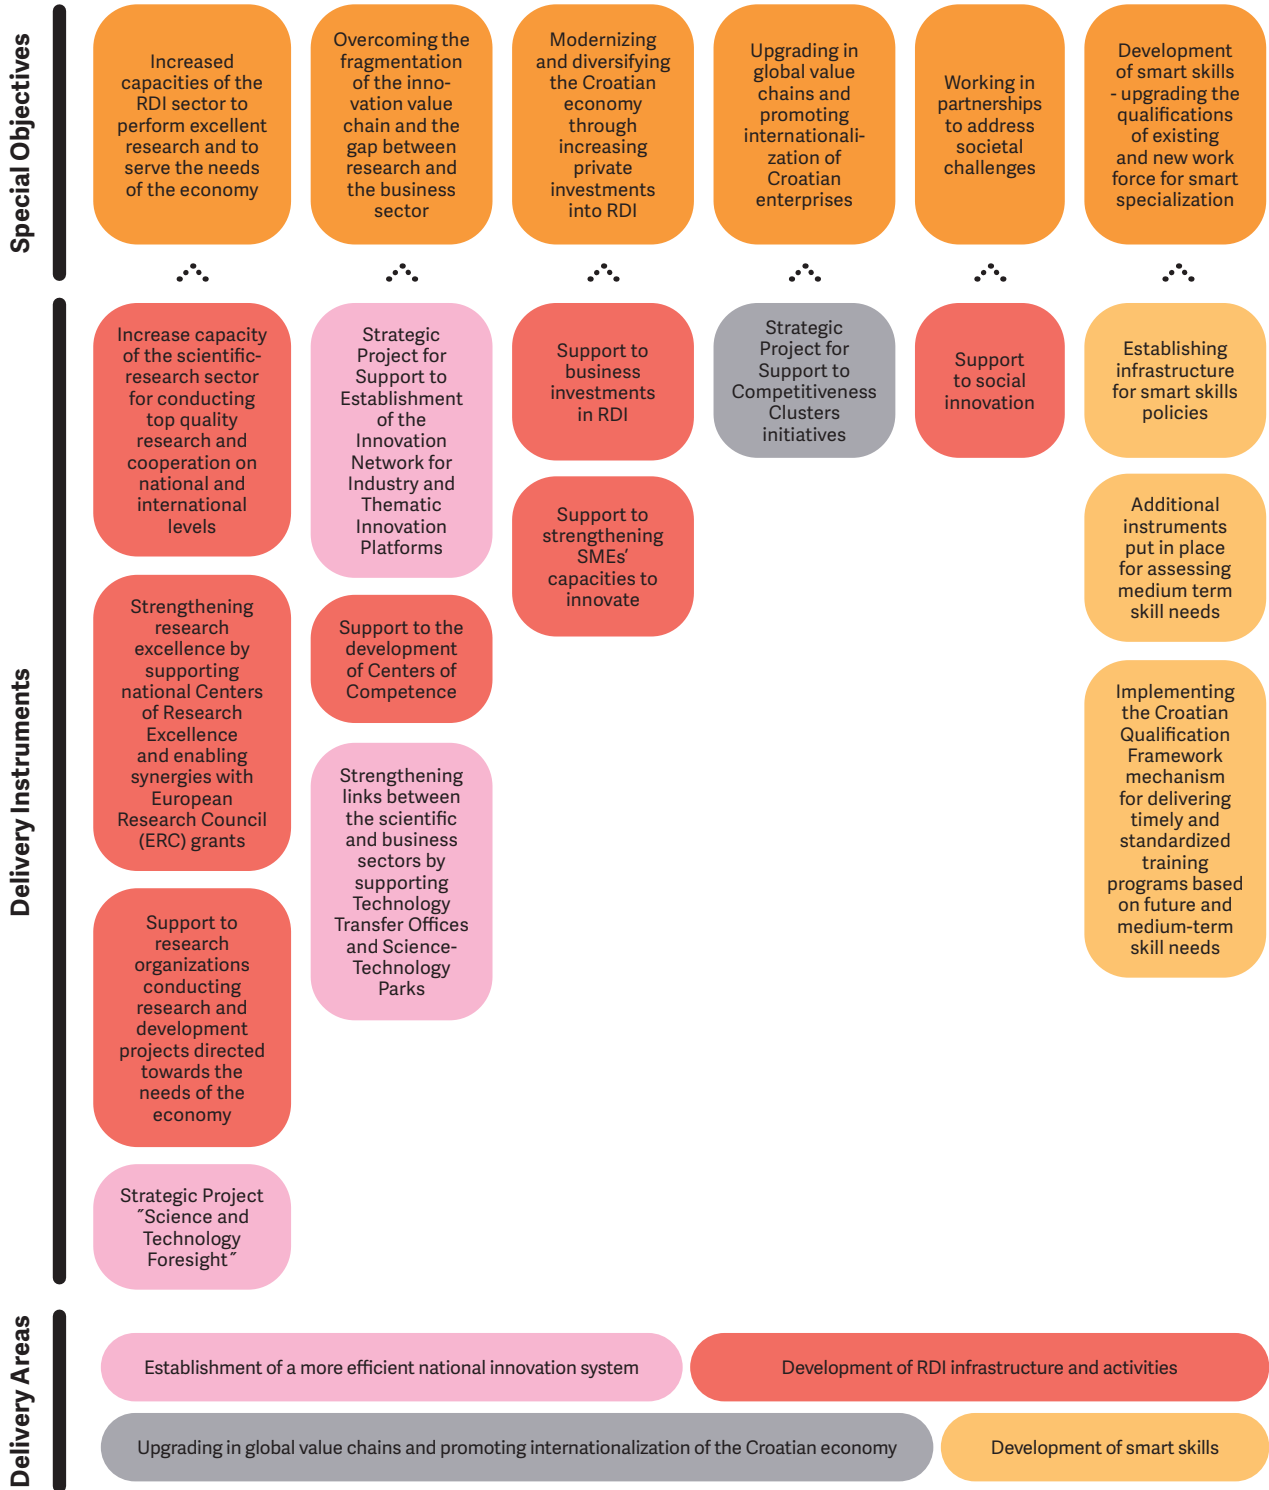 Special Objectives
Increased
capacities of the
RDI sector to
perform excellent
research and to
serve the needs
of the economy
Overcoming the
fragmentation
of the inno-
vation value
chain and the
gap between
research and
the business
sector
Modernizing
and diversifying
the Croatian
economy
through
increasing
private
investments
into RDI
Upgrading in
global value
chains and
promoting
internationali-
zation of
Croatian
enterprises
Working in
partnerships
to address
societal
challenges
Development
of smart skills
- upgrading the
qualifications
of existing
and new work
force for smart
specialization
Delivery Instruments
Increase capacity
of the scientific-
research sector
for conducting
top quality
research and
cooperation on
national and
international
levels
Strengthening
research
excellence by
supporting
national Centers
of Research
Excellence
and enabling
synergies with
European
Research Council
(ERC) grants
Support to
research
organizations
conducting
research and
development
projects directed
towards the
needs of the
economy
Strategic Project
˝Science and
Technology
Foresight˝
Strategic
Project for
Support to
Establishment
of the
Innovation
Network for
Industry and
Thematic
Innovation
Platforms
Support to the
development
of Centers of
Competence
Strengthening
links between
the scientific
and business
sectors by
supporting
Technology
Transfer Offices
and Science-
Technology
Parks
Support to
business
investments
in RDI
Support to
strengthening
SMEs’
capacities to
innovate
Strategic
Project for
Support to
Competitiveness
Clusters
initiatives
Support
to social
innovation
Establishing
infrastructure
for smart skills
policies
Additional
instruments
put in place
for assessing
medium term
skill needs
Implementing
the Croatian
Qualification
Framework
mechanism
for delivering
timely and
standardized
training
programs based
on future and
medium-term
skill needs
Delivery Areas
Establishment of a more efficient national innovation system
Development of RDI infrastructure and activities
Upgrading in global value chains and promoting internationalization of the Croatian economy
Development of smart skills